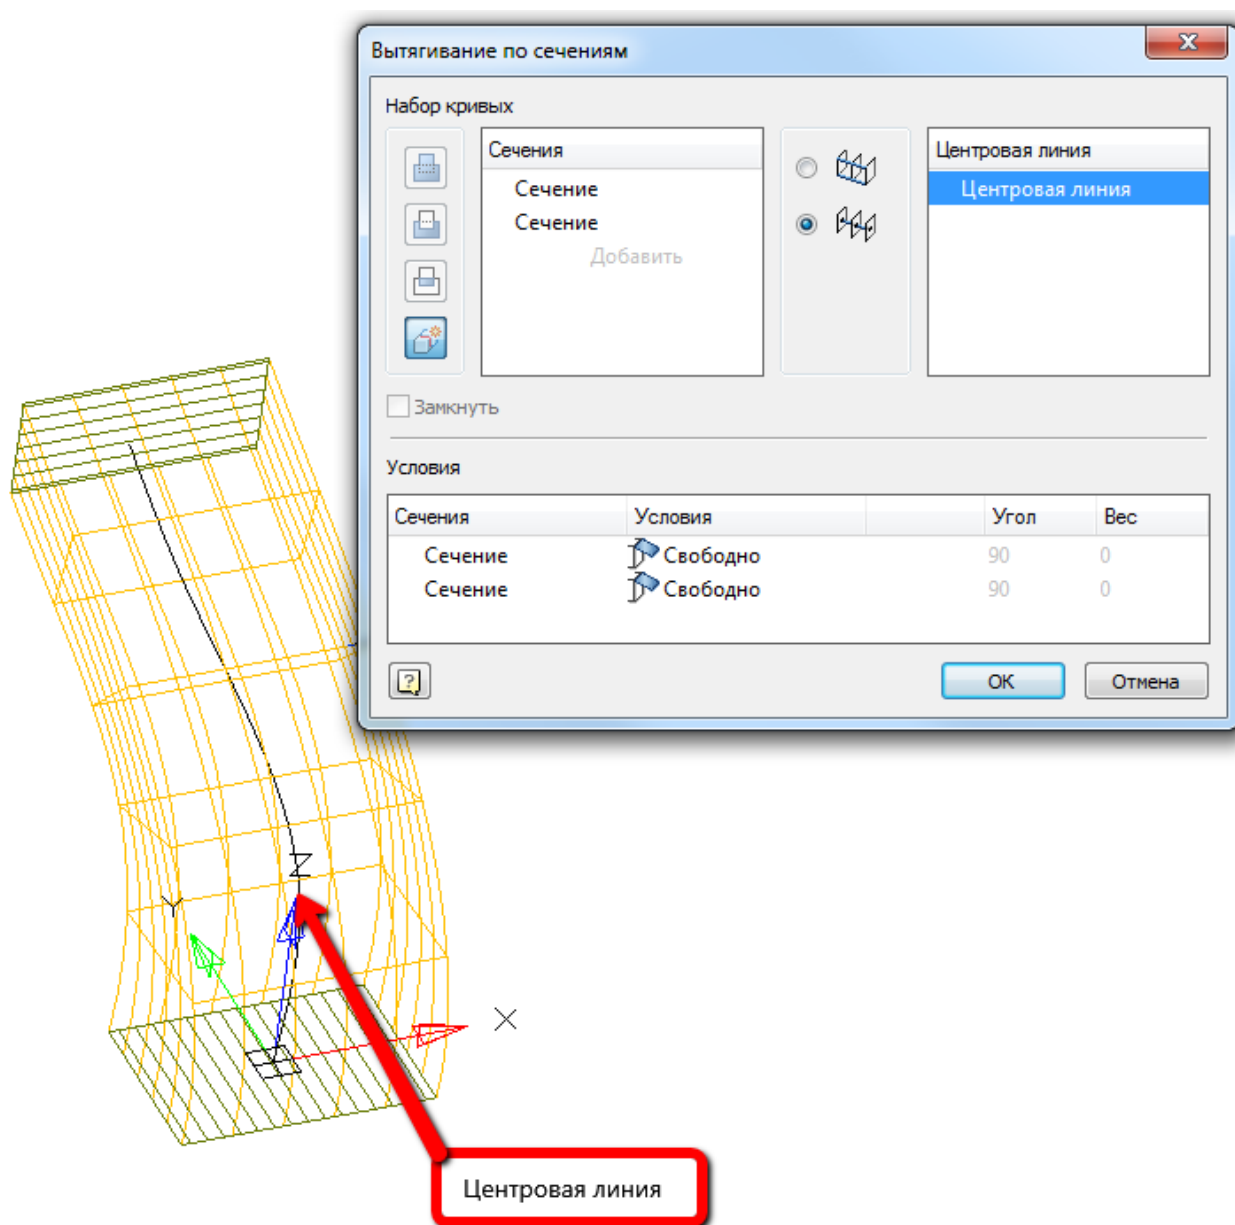 Вытягивание по сечениям
Набор кривых
Сечения
Сечение
Сечение
Добавить
Центровая линия
Центровая линия
Замкнуть
Условия
Сечения Условия Угол Вес
Сечение Свободно 90 0
Сечение Свободно 90 0
?
ОК Отмена
Z
Y
X
Центровая линия